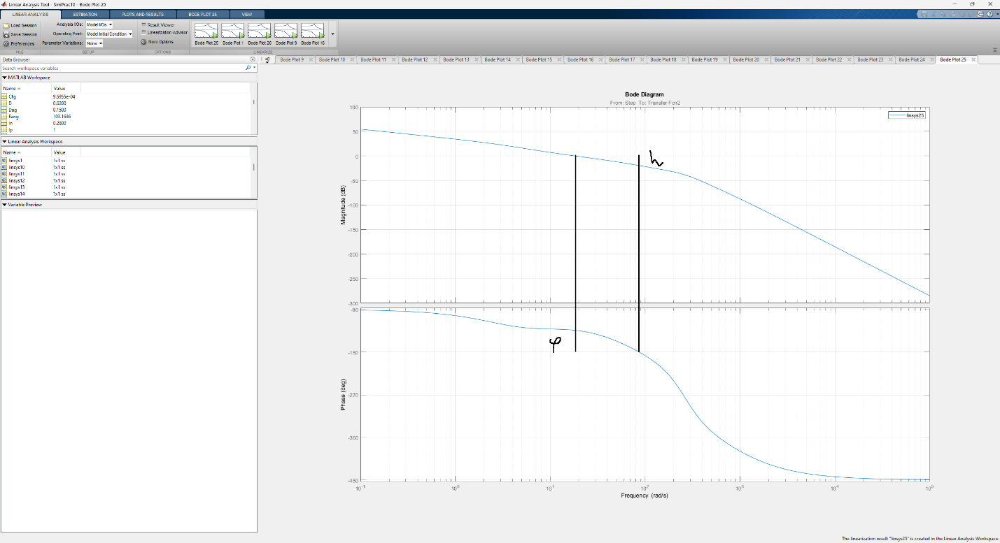 Linear Analysis Tool - SimPrac10 - Bode Plot 25
LINEAR ANALYSIS ESTIMATION PLOTS AND RESULTS BODE PLOT 25 VIEW
Load Session
Save Session
Preferences
FILE
Analysis I/Os: Model I/Os
Operating Point: Model Initial Condition
Parameter Variations: None
SETUP
Result Viewer
Linearization Advisor
More Options
OPTIONS
Bode Plot 25 Bode Plot 1 Bode Plot 20 Bode Plot 9 Bode Plot 16
LINEARIZE
Data Browser
Search workspace variables
MATLAB Workspace
Name Value
Cfg 9.5955e-04
D 0.0200
Dag 0.1500
Eang 103.1636
In 0.2800
Ip 1
Linear Analysis Workspace
Name Value
linsys1 1x1 ss
linsys10 1x1 ss
linsys11 1x1 ss
linsys12 1x1 ss
linsys13 1x1 ss
linsys14 1x1 ss
Variable Preview
Bode Plot 9 Bode Plot 10 Bode Plot 11 Bode Plot 12 Bode Plot 13 Bode Plot 14 Bode Plot 15 Bode Plot 16 Bode Plot 17 Bode Plot 18 Bode Plot 19 Bode Plot 20 Bode Plot 21 Bode Plot 22 Bode Plot 23 Bode Plot 24 Bode Plot 25
Bode Diagram
From: Step To: Transfer Fcn2
linsys25
Magnitude (dB)
100
50
0
-50
-100
-150
-200
-250
-300
h
Phase (deg)
-90
-180
-270
-360
-450
φ
10^-1 10^0 10^1 10^2 10^3 10^4 10^5
Frequency (rad/s)
The linearization result "linsys25" is created in the Linear Analysis Workspace.